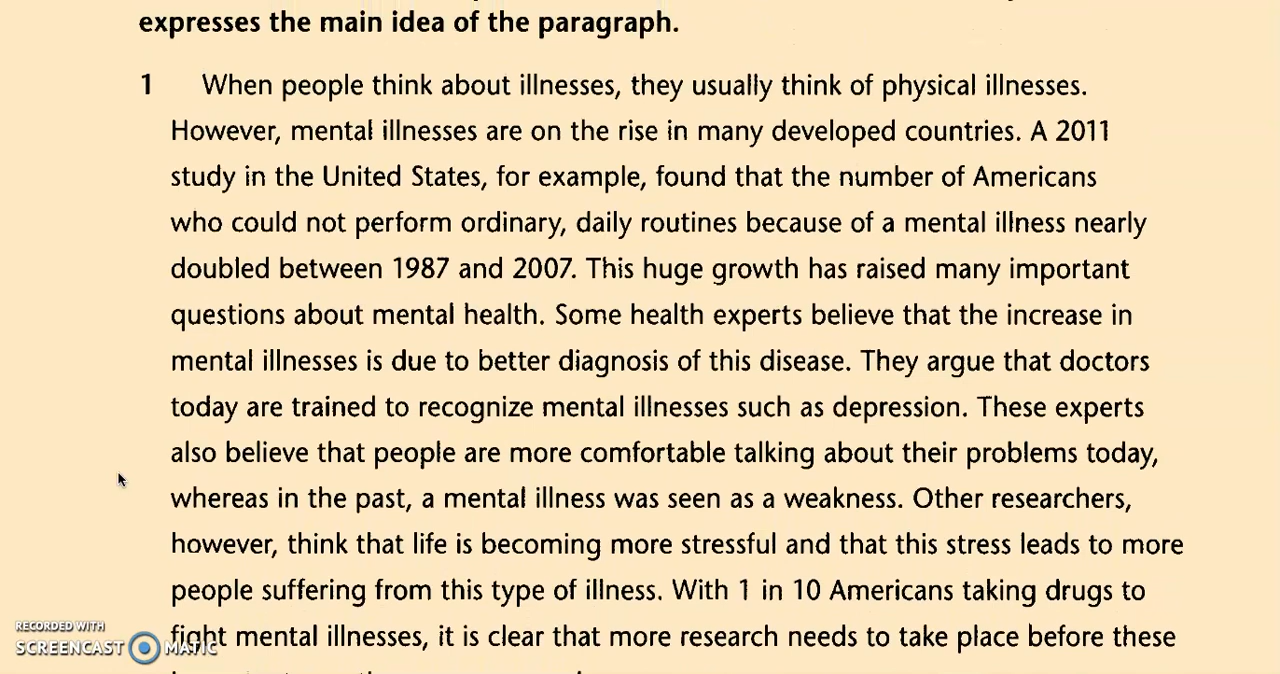 expresses the main idea of the paragraph.
1 When people think about illnesses, they usually think of physical illnesses.
However, mental illnesses are on the rise in many developed countries. A 2011
study in the United States, for example, found that the number of Americans
who could not perform ordinary, daily routines because of a mental illness nearly
doubled between 1987 and 2007. This huge growth has raised many important
questions about mental health. Some health experts believe that the increase in
mental illnesses is due to better diagnosis of this disease. They argue that doctors
today are trained to recognize mental illnesses such as depression. These experts
also believe that people are more comfortable talking about their problems today,
whereas in the past, a mental illness was seen as a weakness. Other researchers,
however, think that life is becoming more stressful and that this stress leads to more
people suffering from this type of illness. With 1 in 10 Americans taking drugs to
fight mental illnesses, it is clear that more research needs to take place before these
RECORDED WITH
SCREENCAST MATIC